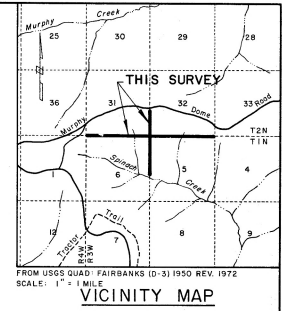 Murphy Creek
25 30 29 28
THIS SURVEY
36 31 32 33
Murphy Dome Road
T2N
T1N
1 6 5 4
Spinach Creek
12 7 8 9
Tractor Trail
R4W R3W
FROM USGS QUAD: FAIRBANKS (D-3) 1950 REV. 1972
SCALE: 1" = 1 MILE
VICINITY MAP